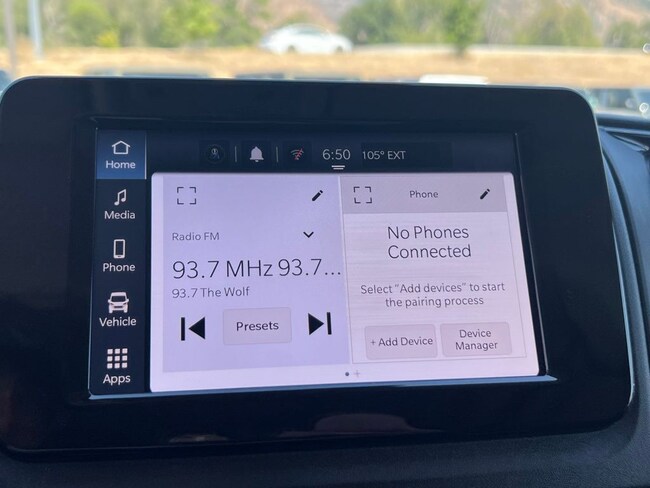 Home
6:50
105° EXT
Media
Phone
Vehicle
Apps
Radio FM
93.7 MHz 93.7...
93.7 The Wolf
Presets
Phone
No Phones
Connected
Select "Add devices" to start
the pairing process
+ Add Device
Device
Manager